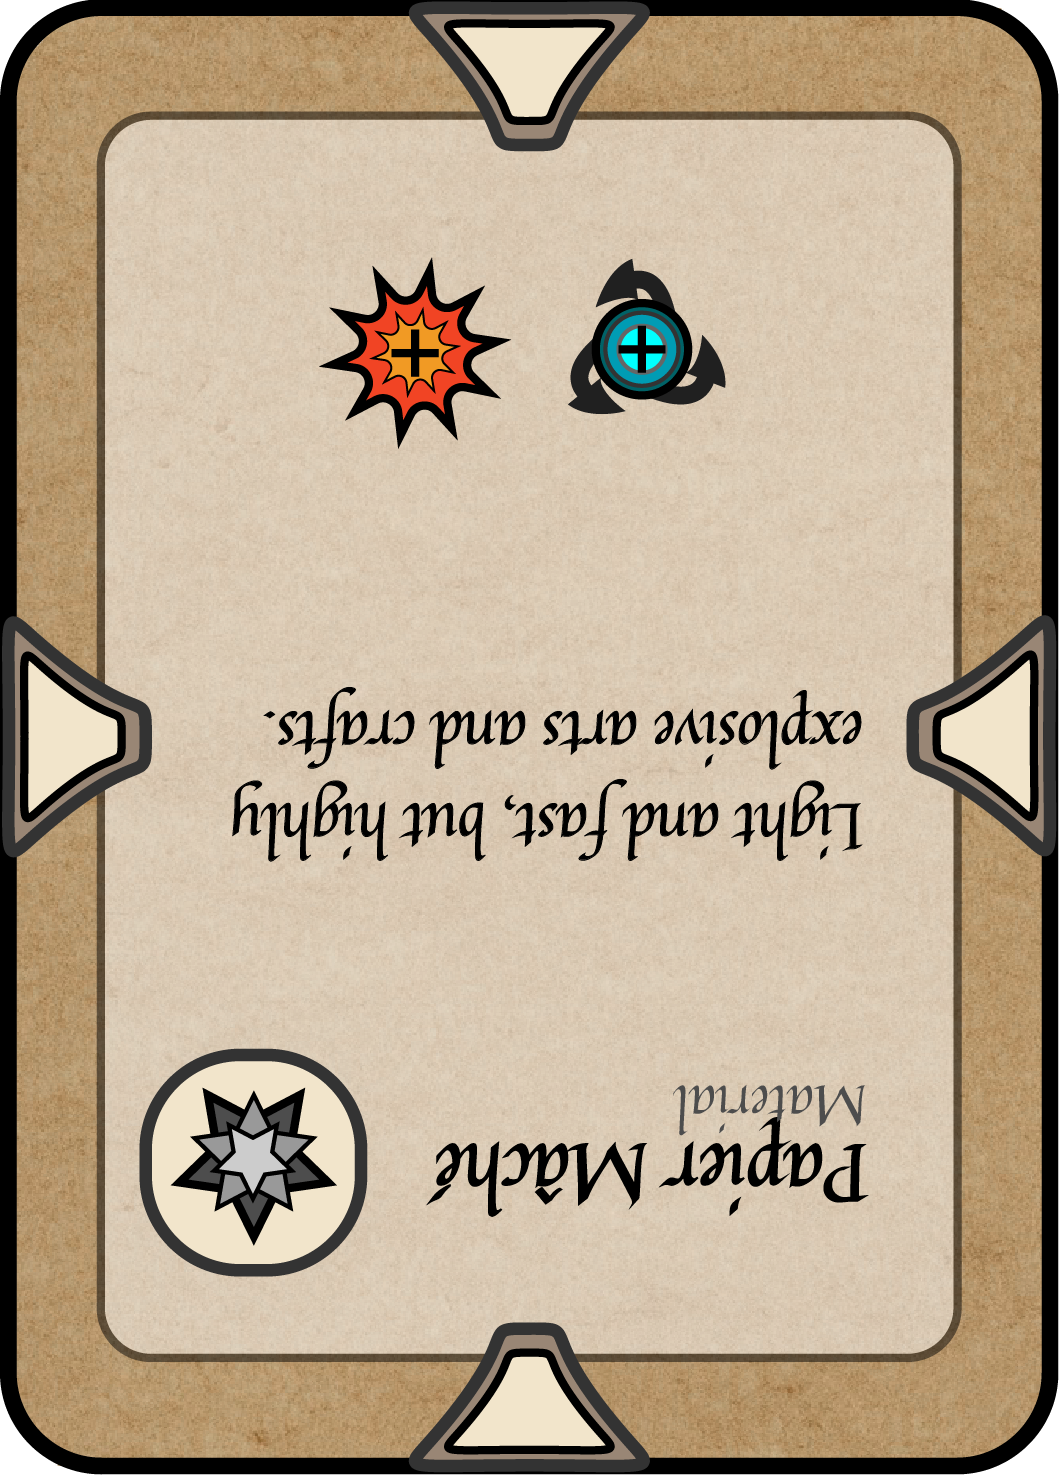 Papier Mâché
Material
Light and fast, but highly
explosive arts and crafts.